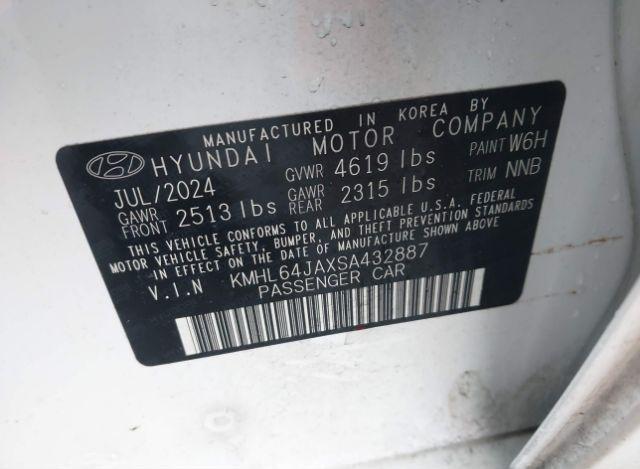 MANUFACTURED IN KOREA BY
HYUNDAI MOTOR COMPANY
JUL/2024 GVWR 4619 lbs PAINT W6H
GAWR FRONT 2513 lbs GAWR REAR 2315 lbs TRIM NNB
THIS VEHICLE CONFORMS TO ALL APPLICABLE U.S.A. FEDERAL
MOTOR VEHICLE SAFETY, BUMPER, AND THEFT PREVENTION STANDARDS
IN EFFECT ON THE DATE OF MANUFACTURE SHOWN ABOVE
V.I.N KMHL64JAXSA432887
PASSENGER CAR